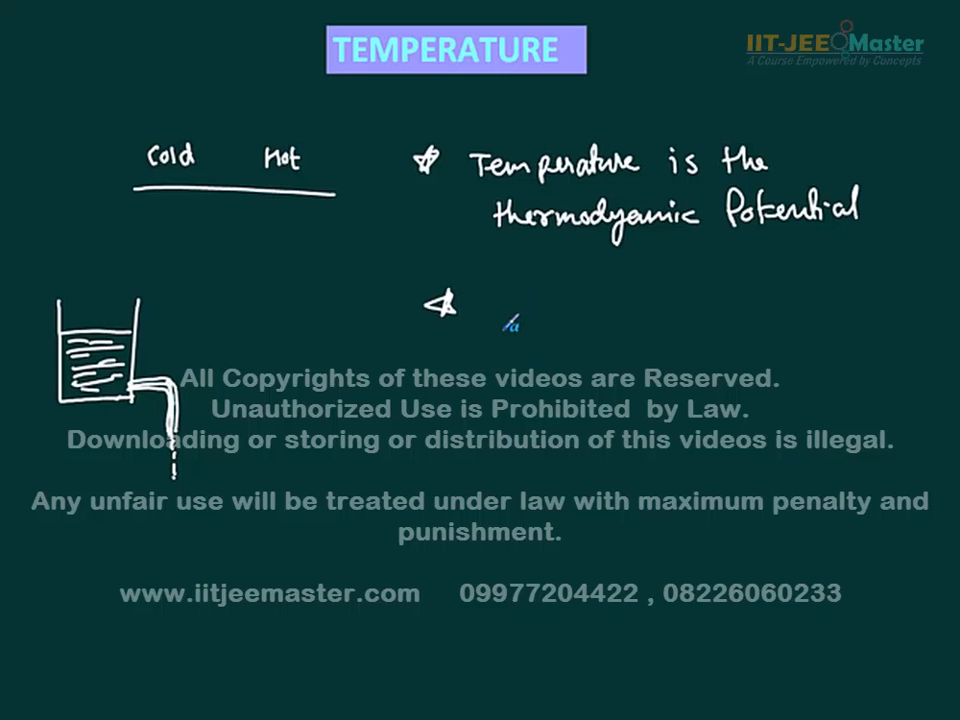 TEMPERATURE
IIT-JEE Master
A Course Empowered by Concepts
Cold Hot
Temperature is the
thermodyamic Potential
All Copyrights of these videos are Reserved.
Unauthorized Use is Prohibited by Law.
Downloading or storing or distribution of this videos is illegal.
Any unfair use will be treated under law with maximum penalty and
punishment.
www.iitjeemaster.com 09977204422 , 08226060233